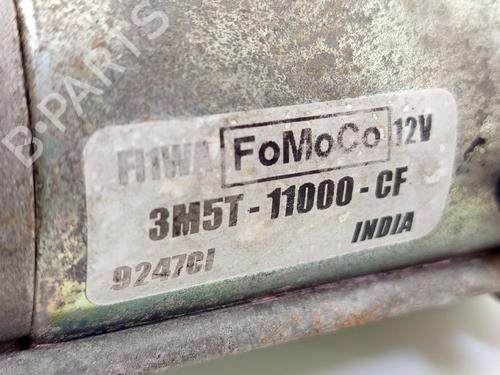 B-PARTS
FoMoCo 12V
3M5T-11000-CF
INDIA
9247CI